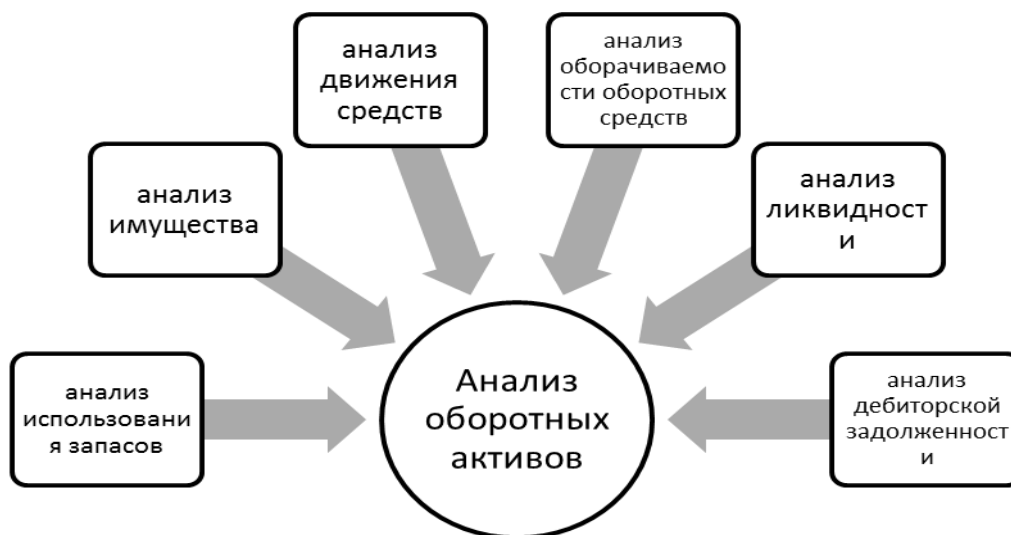 анализ
движения
средств
анализ
оборачиваемо
сти оборотных
средств
анализ
имущества
анализ
ликвидност
и
анализ
использовани
я запасов
Анализ
оборотных
активов
анализ
дебиторской
задолженност
и